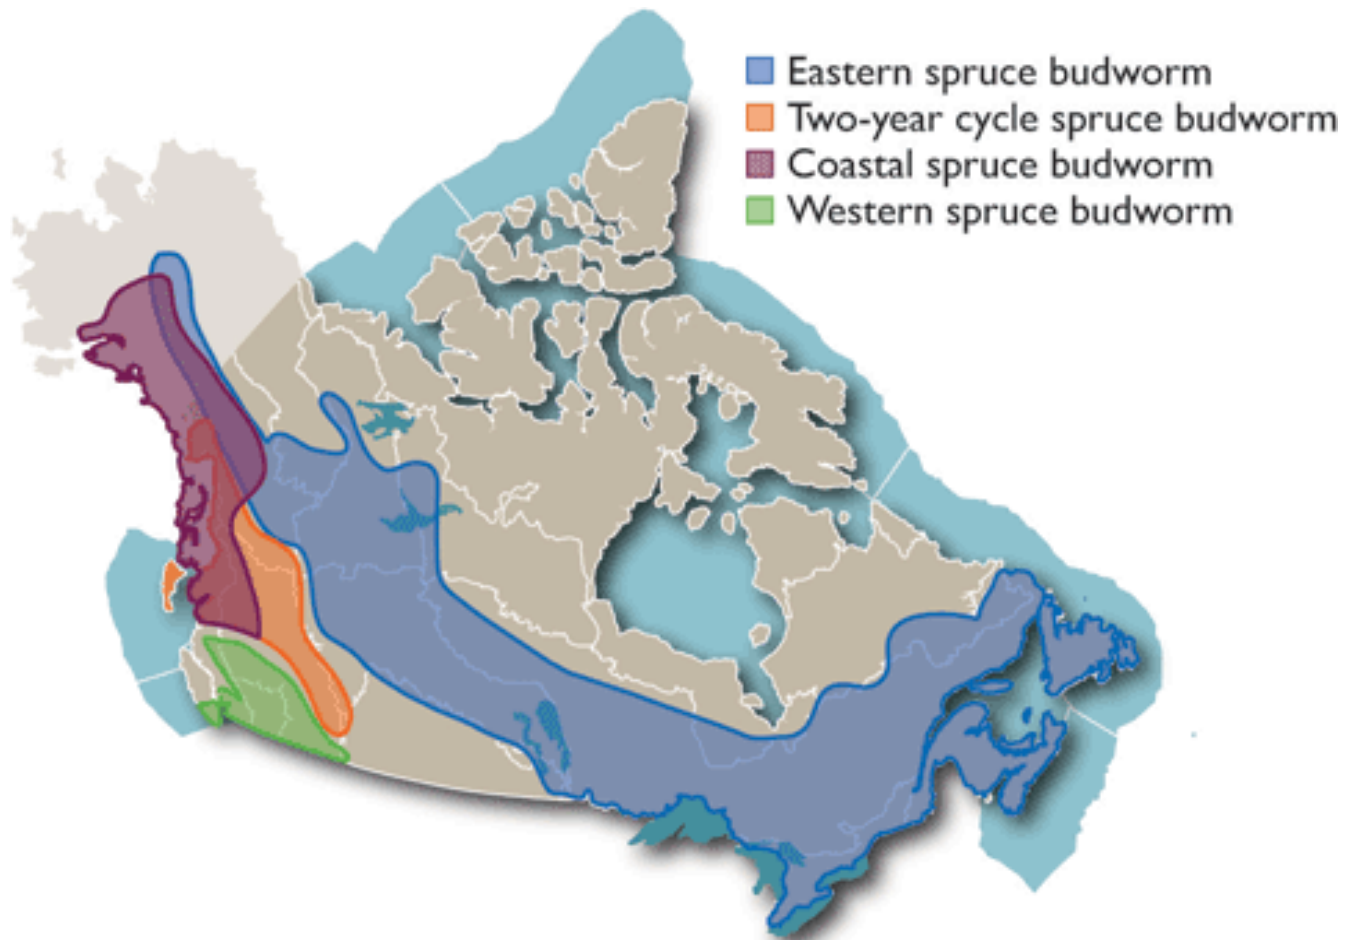 Eastern spruce budworm
Two-year cycle spruce budworm
Coastal spruce budworm
Western spruce budworm